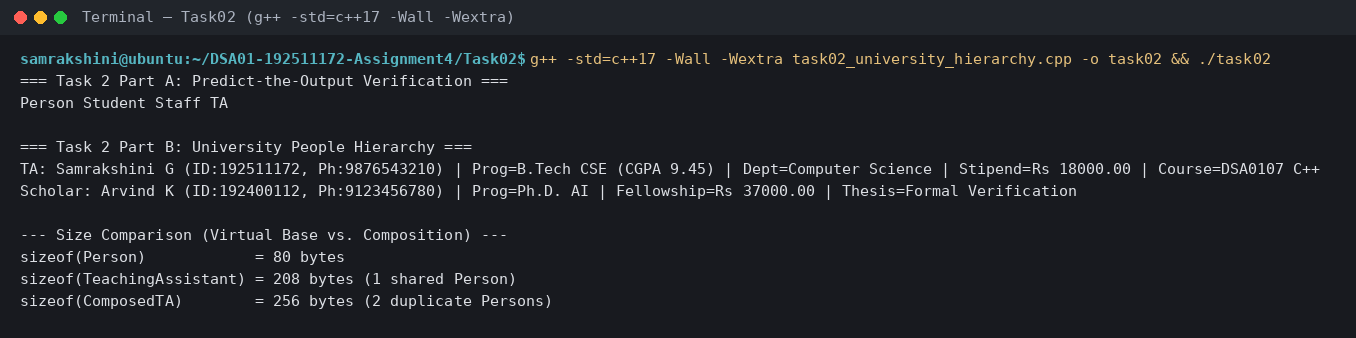 Terminal — Task02 (g++ -std=c++17 -Wall -Wextra)
samrakshini@ubuntu:~/DSA01-192511172-Assignment4/Task02$ g++ -std=c++17 -Wall -Wextra task02_university_hierarchy.cpp -o task02 && ./task02
=== Task 2 Part A: Predict-the-Output Verification ===
Person Student Staff TA
=== Task 2 Part B: University People Hierarchy ===
TA: Samrakshini G (ID:192511172, Ph:9876543210) | Prog=B.Tech CSE (CGPA 9.45) | Dept=Computer Science | Stipend=Rs 18000.00 | Course=DSA0107 C++
Scholar: Arvind K (ID:192400112, Ph:9123456780) | Prog=Ph.D. AI | Fellowship=Rs 37000.00 | Thesis=Formal Verification
--- Size Comparison (Virtual Base vs. Composition) ---
sizeof(Person)            = 80 bytes
sizeof(TeachingAssistant) = 208 bytes (1 shared Person)
sizeof(ComposedTA)        = 256 bytes (2 duplicate Persons)